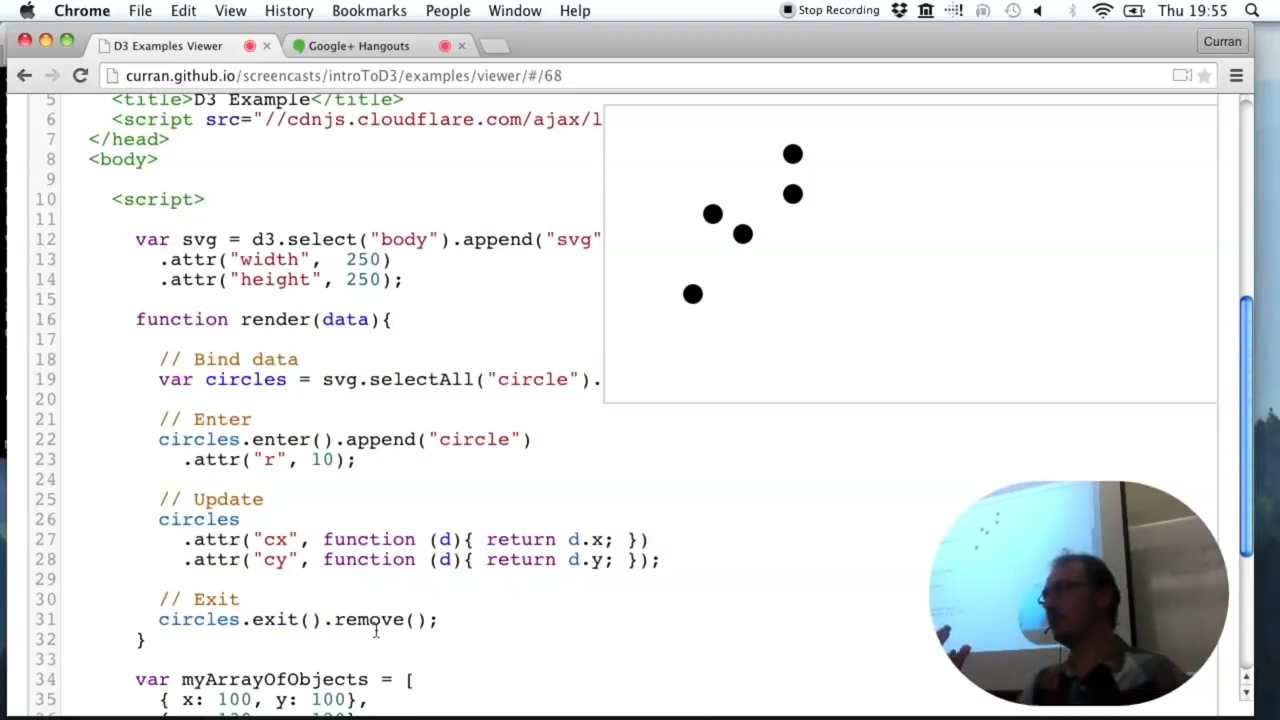 Chrome File Edit View History Bookmarks People Window Help Stop Recording Thu 19:55
D3 Examples Viewer Google+ Hangouts Curran
curran.github.io/screencasts/introToD3/examples/viewer/#/68
5 <title>D3 Example</title>
6 <script src="//cdnjs.cloudflare.com/ajax/l
7 </head>
8 <body>
9
10 <script>
11
12 var svg = d3.select("body").append("svg"
13 .attr("width", 250)
14 .attr("height", 250);
15
16 function render(data){
17
18 // Bind data
19 var circles = svg.selectAll("circle").
20
21 // Enter
22 circles.enter().append("circle")
23 .attr("r", 10);
24
25 // Update
26 circles
27 .attr("cx", function (d){ return d.x; })
28 .attr("cy", function (d){ return d.y; });
29
30 // Exit
31 circles.exit().remove();
32 }
33
34 var myArrayOfObjects = [
35 { x: 100, y: 100},